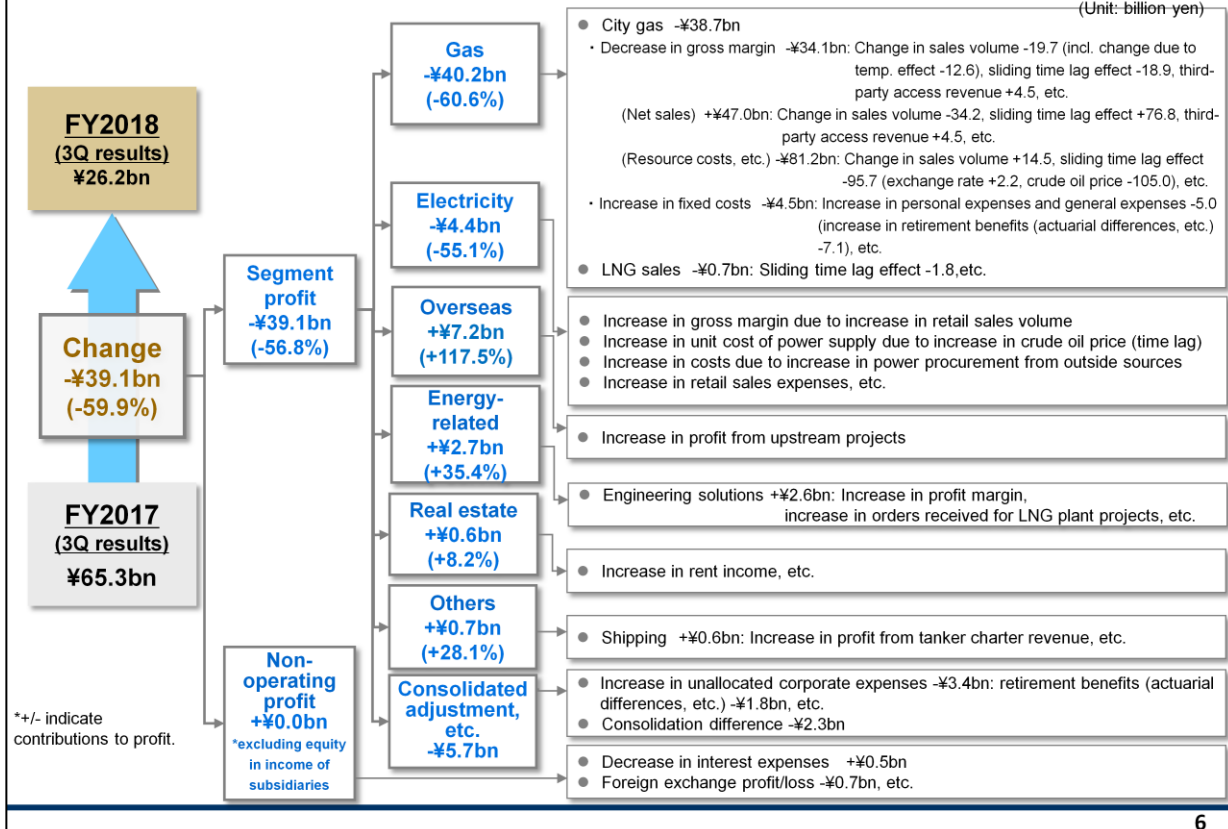 (Unit: billion yen)
FY2018
(3Q results)
¥26.2bn
Change
-¥39.1bn
(-59.9%)
FY2017
(3Q results)
¥65.3bn
*+/- indicate
contributions to profit.
Segment
profit
-¥39.1bn
(-56.8%)
Non-
operating
profit
+¥0.0bn
*excluding equity
in income of
subsidiaries
Gas
-¥40.2bn
(-60.6%)
Electricity
-¥4.4bn
(-55.1%)
Overseas
+¥7.2bn
(+117.5%)
Energy-
related
+¥2.7bn
(+35.4%)
Real estate
+¥0.6bn
(+8.2%)
Others
+¥0.7bn
(+28.1%)
Consolidated
adjustment,
etc.
-¥5.7bn
● City gas -¥38.7bn
・Decrease in gross margin -¥34.1bn: Change in sales volume -19.7 (incl. change due to
temp. effect -12.6), sliding time lag effect -18.9, third-
party access revenue +4.5, etc.
(Net sales) +¥47.0bn: Change in sales volume -34.2, sliding time lag effect +76.8, third-
party access revenue +4.5, etc.
(Resource costs, etc.) -¥81.2bn: Change in sales volume +14.5, sliding time lag effect
-95.7 (exchange rate +2.2, crude oil price -105.0), etc.
・Increase in fixed costs -¥4.5bn: Increase in personal expenses and general expenses -5.0
(increase in retirement benefits (actuarial differences, etc.)
-7.1), etc.
● LNG sales -¥0.7bn: Sliding time lag effect -1.8,etc.
● Increase in gross margin due to increase in retail sales volume
● Increase in unit cost of power supply due to increase in crude oil price (time lag)
● Increase in costs due to increase in power procurement from outside sources
● Increase in retail sales expenses, etc.
● Increase in profit from upstream projects
● Engineering solutions +¥2.6bn: Increase in profit margin,
increase in orders received for LNG plant projects, etc.
● Increase in rent income, etc.
● Shipping +¥0.6bn: Increase in profit from tanker charter revenue, etc.
● Increase in unallocated corporate expenses -¥3.4bn: retirement benefits (actuarial
differences, etc.) -¥1.8bn, etc.
● Consolidation difference -¥2.3bn
● Decrease in interest expenses +¥0.5bn
● Foreign exchange profit/loss -¥0.7bn, etc.
6